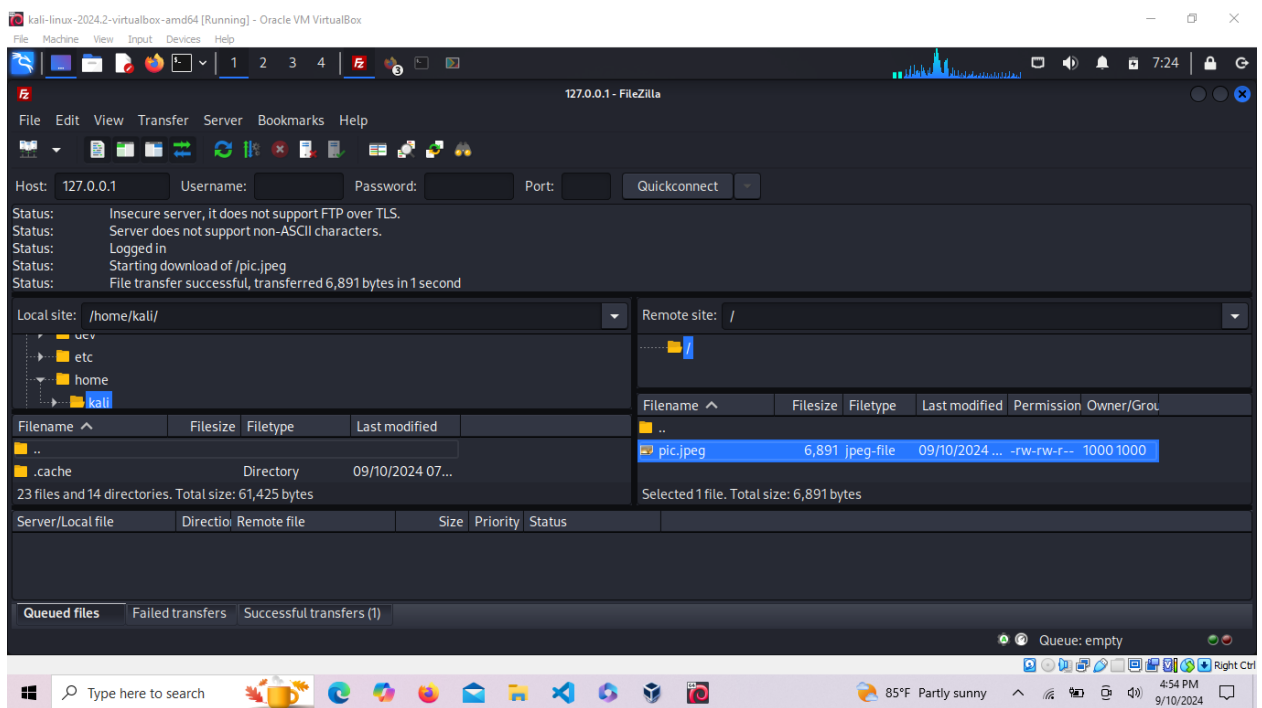 kali-linux-2024.2-virtualbox-amd64 [Running] - Oracle VM VirtualBox
File Machine View Input Devices Help
1 2 3 4 7:24
127.0.0.1 - FileZilla
File Edit View Transfer Server Bookmarks Help
Host: 127.0.0.1 Username: Password: Port: Quickconnect
Status: Insecure server, it does not support FTP over TLS.
Status: Server does not support non-ASCII characters.
Status: Logged in
Status: Starting download of /pic.jpeg
Status: File transfer successful, transferred 6,891 bytes in 1 second
Local site: /home/kali/ Remote site: /
dev
etc
home
kali
/
Filename Filesize Filetype Last modified
..
.cache Directory 09/10/2024 07...
23 files and 14 directories. Total size: 61,425 bytes
Filename Filesize Filetype Last modified Permission Owner/Grou
..
pic.jpeg 6,891 jpeg-file 09/10/2024 ... -rw-rw-r-- 1000 1000
Selected 1 file. Total size: 6,891 bytes
Server/Local file Directio Remote file Size Priority Status
Queued files Failed transfers Successful transfers (1)
Queue: empty
Right Ctrl
Type here to search 85°F Partly sunny 4:54 PM
9/10/2024